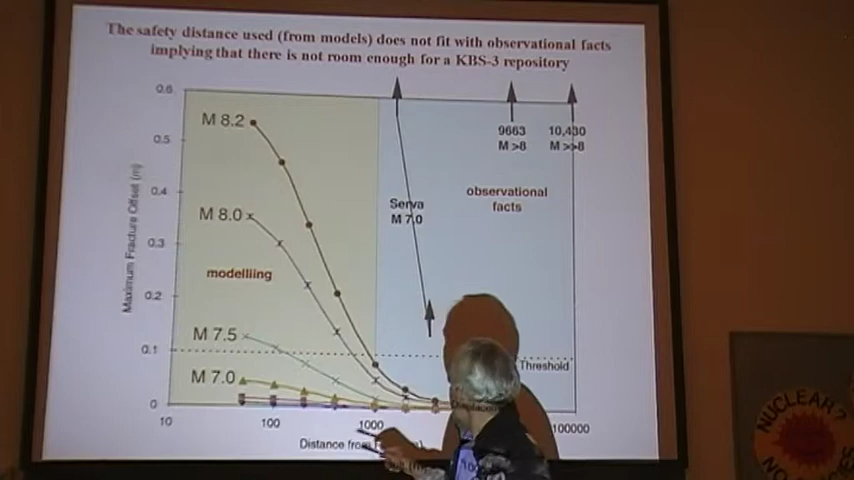 The safety distance used (from models) does not fit with observational facts
implying that there is not room enough for a KBS-3 repository
0.6
0.5
0.4
0.3
0.2
0.1
0
Maximum Fracture Offset (m)
M 8.2
M 8.0
modelliing
M 7.5
M 7.0
Serva
M 7.0
9663
M >8
10,430
M >>8
observational
facts
Threshold
10
100
1000
100000
Distance from
NUCLEAR?
NO